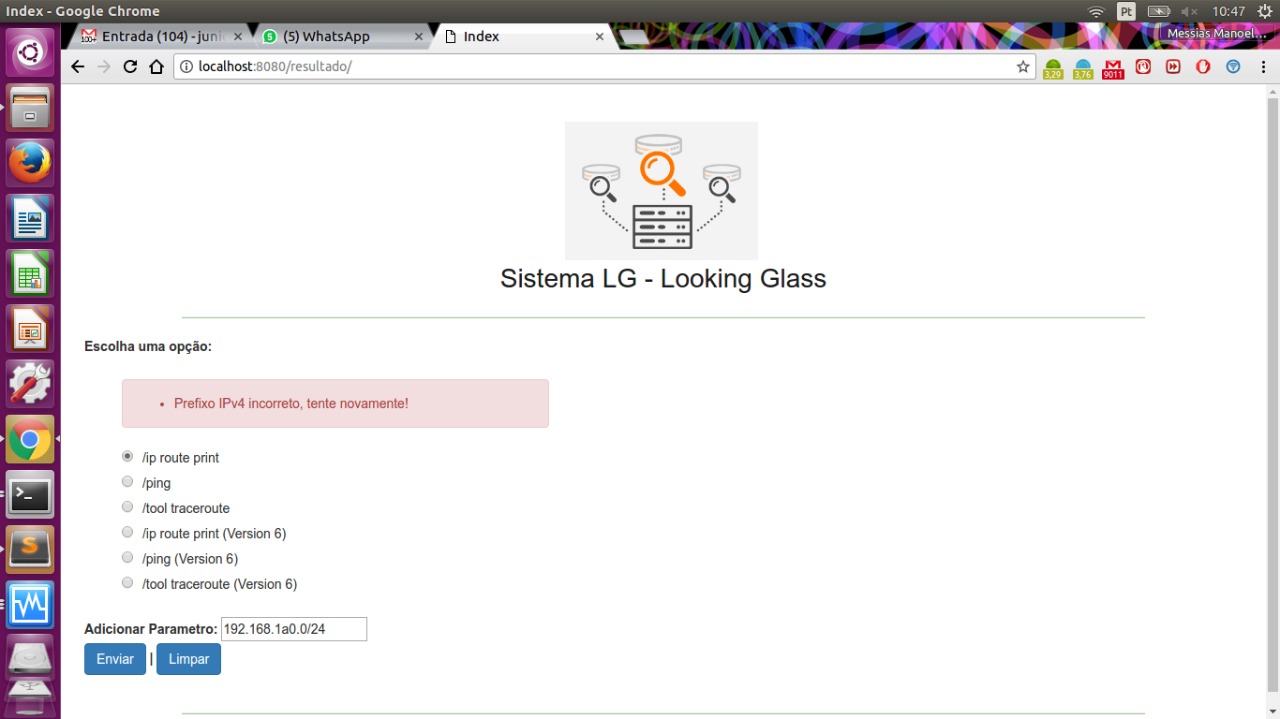 Index - Google Chrome
Pt
10:47
100+
Entrada (104) - juni
5
(5) WhatsApp
Index
Messias Manoel...
localhost:8080/resultado/
3,29
3,76
9011
Sistema LG - Looking Glass
Escolha uma opção:
Prefixo IPv4 incorreto, tente novamente!
/ip route print
/ping
/tool traceroute
/ip route print (Version 6)
/ping (Version 6)
/tool traceroute (Version 6)
Adicionar Parametro: 192.168.1a0.0/24
Enviar | Limpar